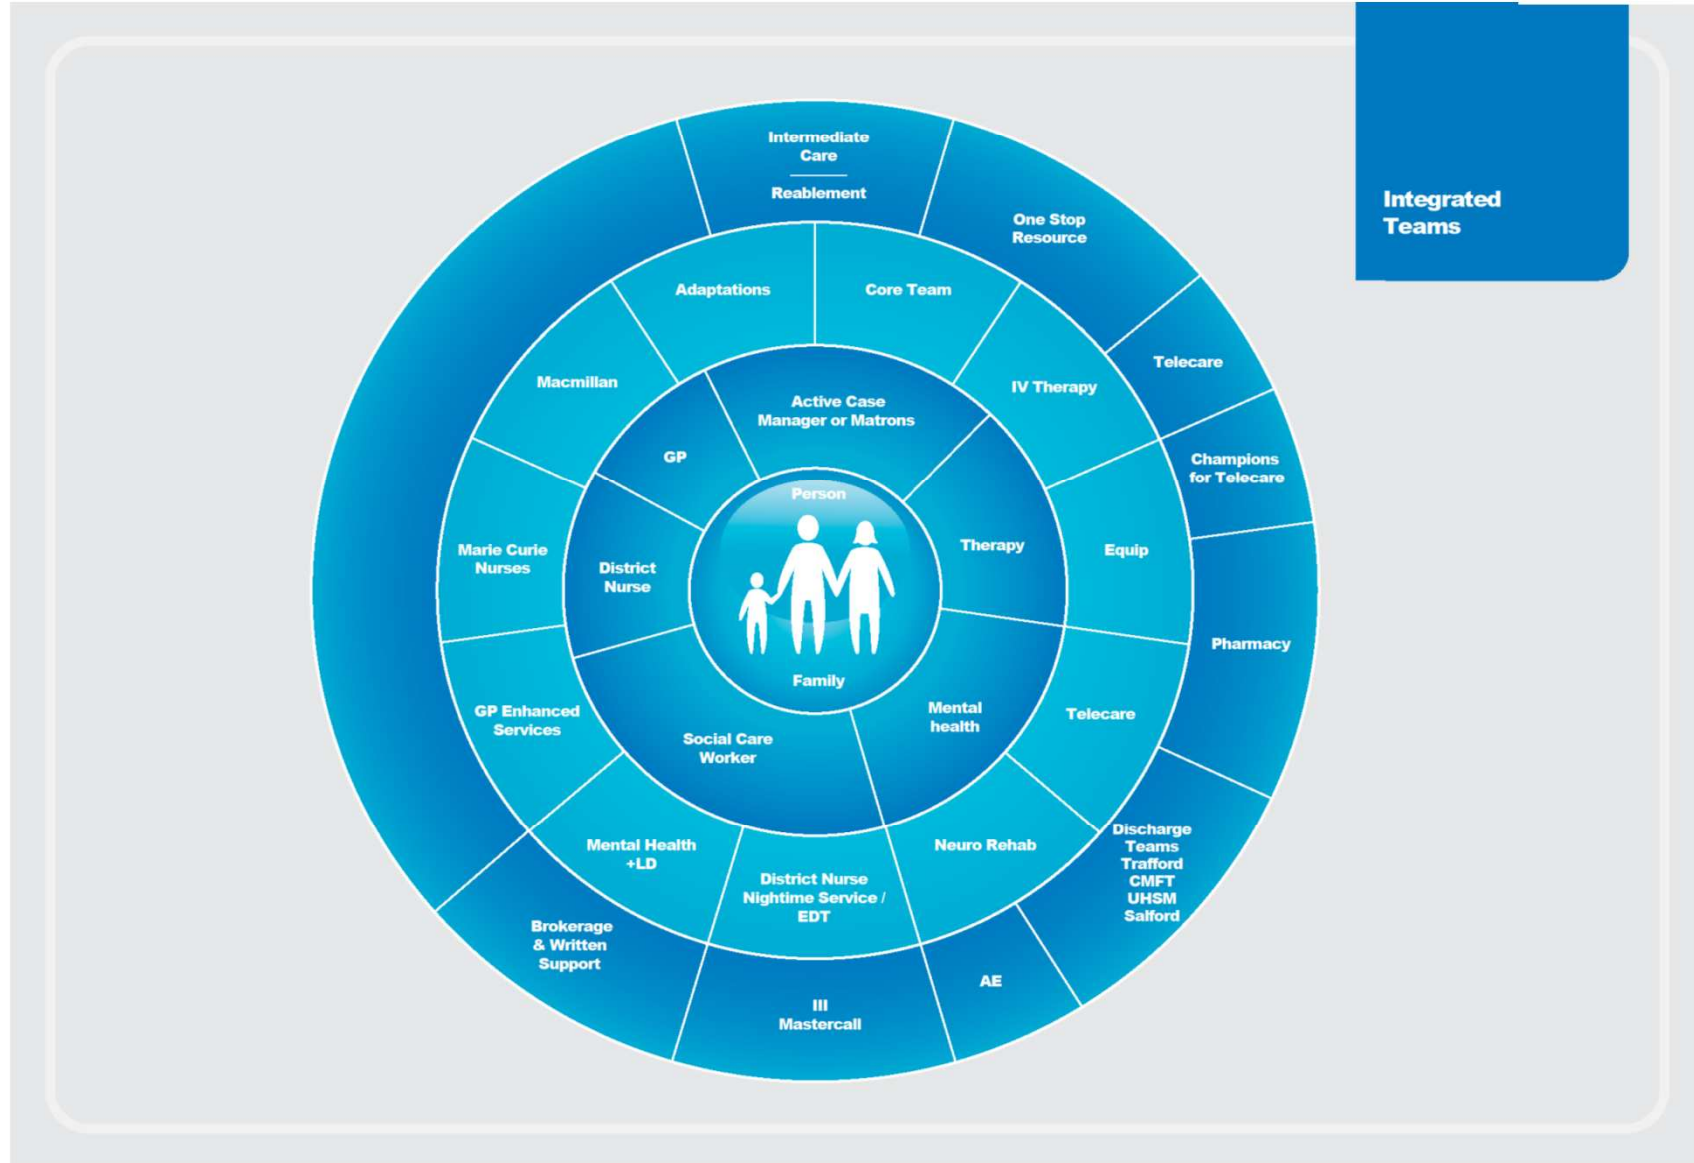 Integrated
Teams
Intermediate
Care
Reablement
One Stop
Resource
Telecare
Champions
for Telecare
Pharmacy
Discharge
Teams
Trafford
CMFT
UHSM
Salford
AE
III
Mastercall
Brokerage
& Written
Support
Adaptations
Core Team
IV Therapy
Equip
Telecare
Neuro Rehab
District Nurse
Nightime Service /
EDT
Mental Health
+LD
GP Enhanced
Services
Marie Curie
Nurses
Macmillan
Active Case
Manager or Matrons
Therapy
Mental
health
Social Care
Worker
District
Nurse
GP
Person
Family